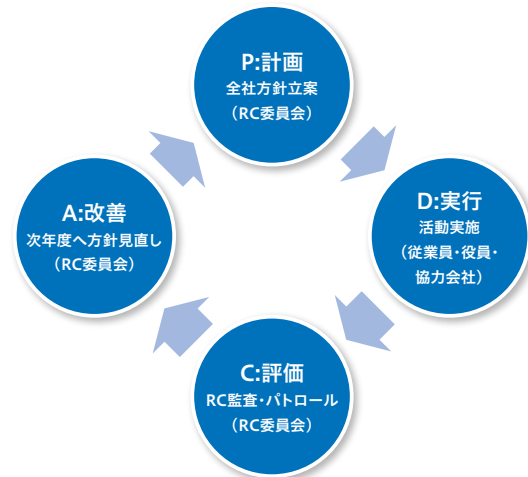 P:計画
全社方針立案
(RC委員会)
D:実行
活動実施
(従業員・役員・
協力会社)
C:評価
RC監査・パトロール
(RC委員会)
A:改善
次年度へ方針見直し
(RC委員会)